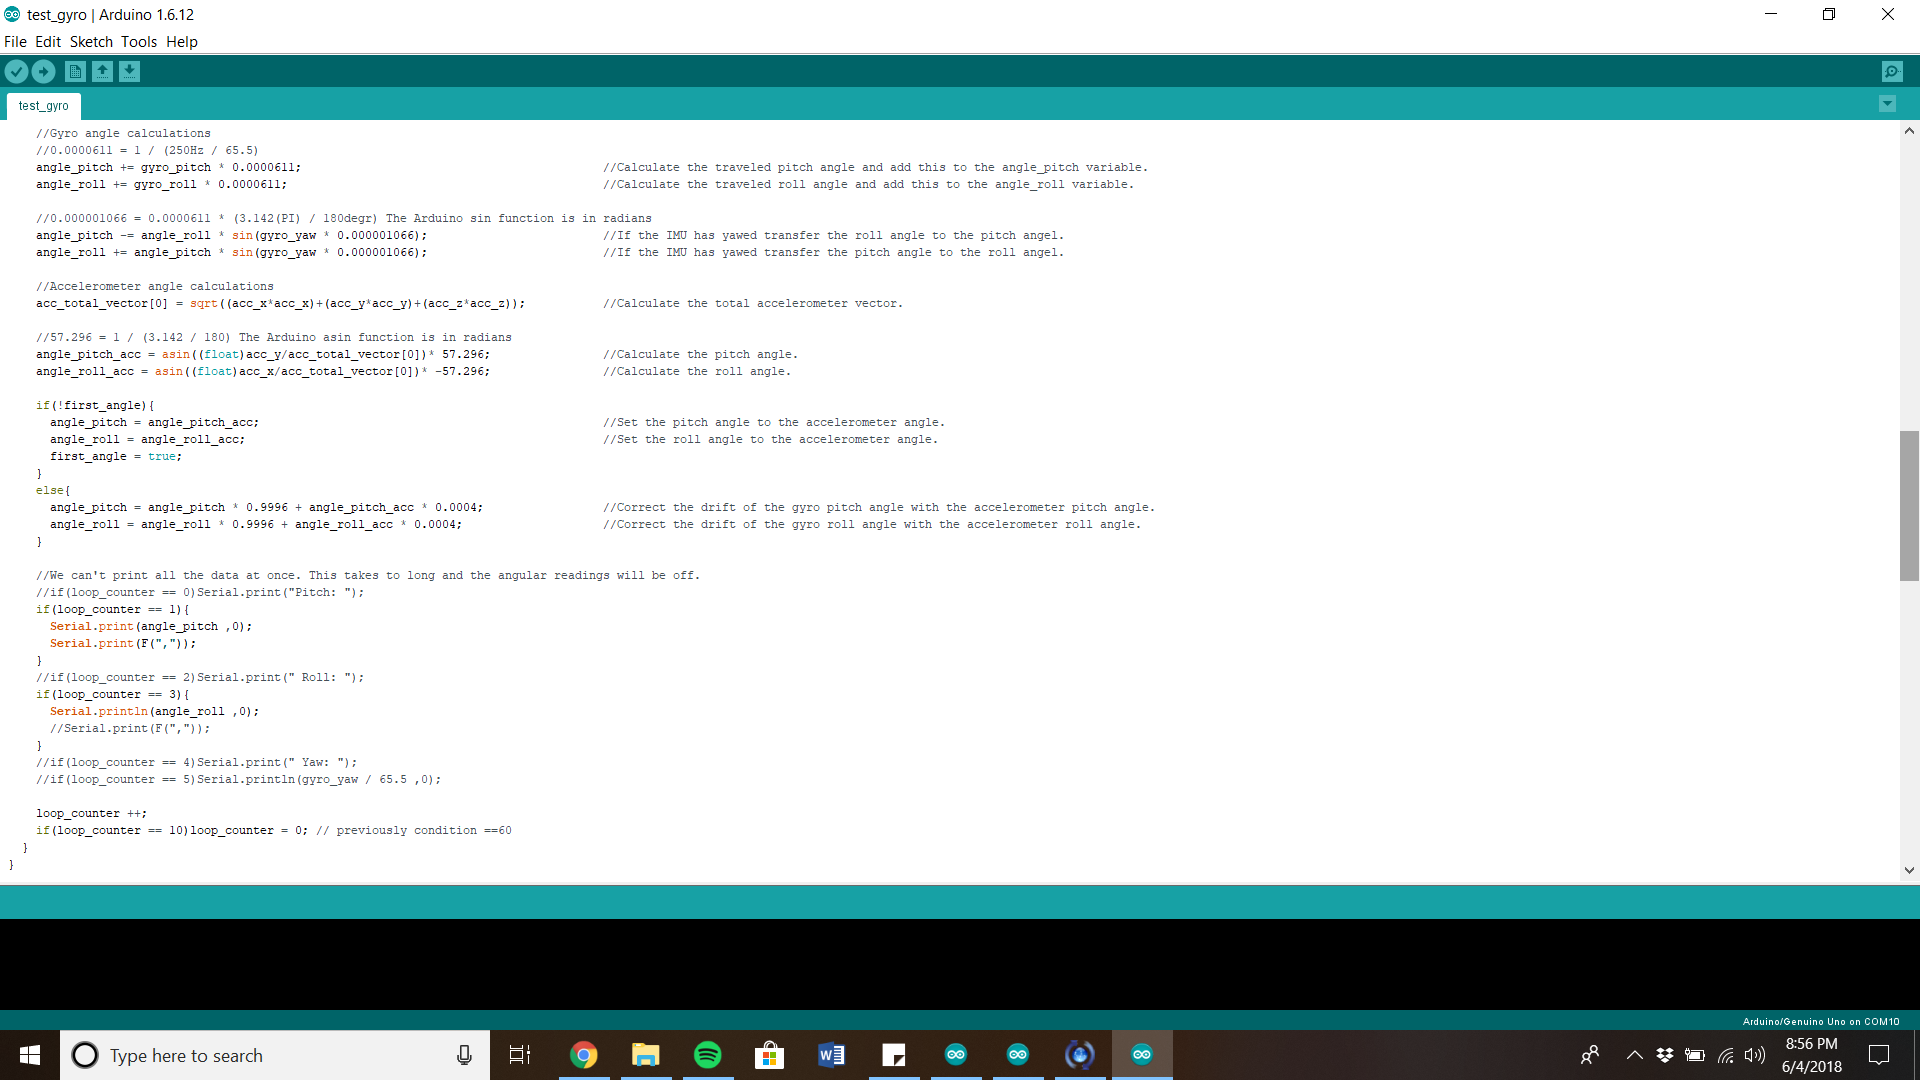 test_gyro | Arduino 1.6.12
File Edit Sketch Tools Help
test_gyro
//Gyro angle calculations
//0.0000611 = 1 / (250Hz / 65.5)
angle_pitch += gyro_pitch * 0.0000611; //Calculate the traveled pitch angle and add this to the angle_pitch variable.
angle_roll += gyro_roll * 0.0000611; //Calculate the traveled roll angle and add this to the angle_roll variable.
//0.000001066 = 0.0000611 * (3.142(PI) / 180degr) The Arduino sin function is in radians
angle_pitch -= angle_roll * sin(gyro_yaw * 0.000001066); //If the IMU has yawed transfer the roll angle to the pitch angel.
angle_roll += angle_pitch * sin(gyro_yaw * 0.000001066); //If the IMU has yawed transfer the pitch angle to the roll angel.
//Accelerometer angle calculations
acc_total_vector[0] = sqrt((acc_x*acc_x)+(acc_y*acc_y)+(acc_z*acc_z)); //Calculate the total accelerometer vector.
//57.296 = 1 / (3.142 / 180) The Arduino asin function is in radians
angle_pitch_acc = asin((float)acc_y/acc_total_vector[0])* 57.296; //Calculate the pitch angle.
angle_roll_acc = asin((float)acc_x/acc_total_vector[0])* -57.296; //Calculate the roll angle.
if(!first_angle){
angle_pitch = angle_pitch_acc; //Set the pitch angle to the accelerometer angle.
angle_roll = angle_roll_acc; //Set the roll angle to the accelerometer angle.
first_angle = true;
}
else{
angle_pitch = angle_pitch * 0.9996 + angle_pitch_acc * 0.0004; //Correct the drift of the gyro pitch angle with the accelerometer pitch angle.
angle_roll = angle_roll * 0.9996 + angle_roll_acc * 0.0004; //Correct the drift of the gyro roll angle with the accelerometer roll angle.
}
//We can't print all the data at once. This takes to long and the angular readings will be off.
//if(loop_counter == 0)Serial.print("Pitch: ");
if(loop_counter == 1){
Serial.print(angle_pitch ,0);
Serial.print(F(","));
}
//if(loop_counter == 2)Serial.print(" Roll: ");
if(loop_counter == 3){
Serial.println(angle_roll ,0);
//Serial.print(F(","));
}
//if(loop_counter == 4)Serial.print(" Yaw: ");
//if(loop_counter == 5)Serial.println(gyro_yaw / 65.5 ,0);
loop_counter ++;
if(loop_counter == 10)loop_counter = 0; // previously condition ==60
}
}
Arduino/Genuino Uno on COM10
Type here to search
8:56 PM
6/4/2018